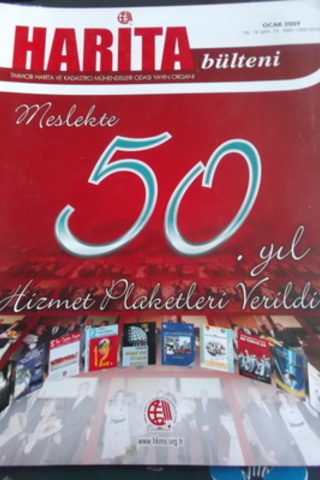 HARİTA
bülteni
OCAK 2009
TMMOB HARİTA VE KADASTRO MÜHENDİSLERİ ODASI YAYIN ORGANI
Meslekte
50. yıl
Hizmet Plaketleri Verildi
www.hkmo.org.tr